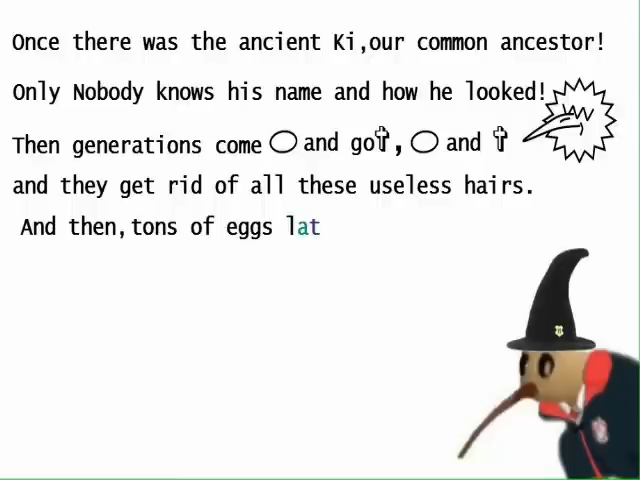 Once there was the ancient Ki,our common ancestor!
Only Nobody knows his name and how he looked!
Then generations come and go✝, and ✝
and they get rid of all these useless hairs.
And then,tons of eggs lat